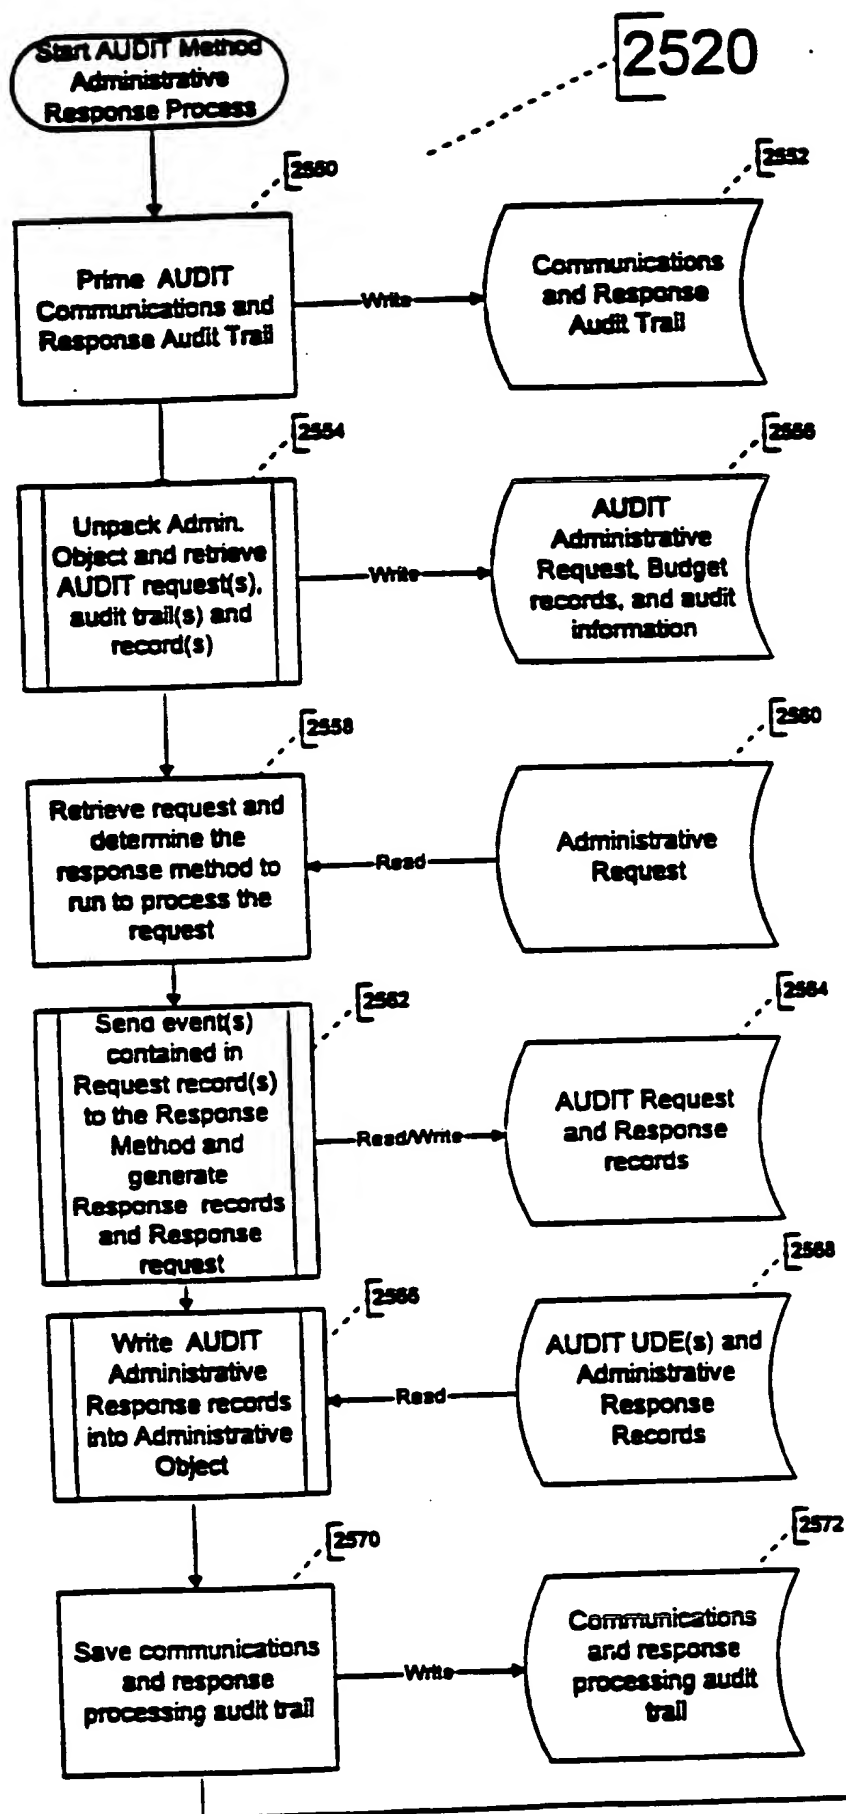 Start AUDIT Method
Administrative
Response Process
2520
2550
2552
Prime AUDIT
Communications and
Response Audit Trail
Write
Communications
and Response
Audit Trail
2554
2556
Unpack Admin.
Object and retrieve
AUDIT request(s),
audit trail(s) and
record(s)
Write
AUDIT
Administrative
Request, Budget
records, and audit
information
2558
2560
Retrieve request and
determine the
response method to
run to process the
request
Read
Administrative
Request
2562
2564
Send event(s)
contained in
Request record(s)
to the Response
Method and
generate
Response records
and Response
request
Read/Write
AUDIT Request
and Response
records
2566
2568
Write AUDIT
Administrative
Response records
into Administrative
Object
Read
AUDIT UDE(s) and
Administrative
Response
Records
2570
2572
Save communications
and response
processing audit trail
Write
Communications
and response
processing audit
trail